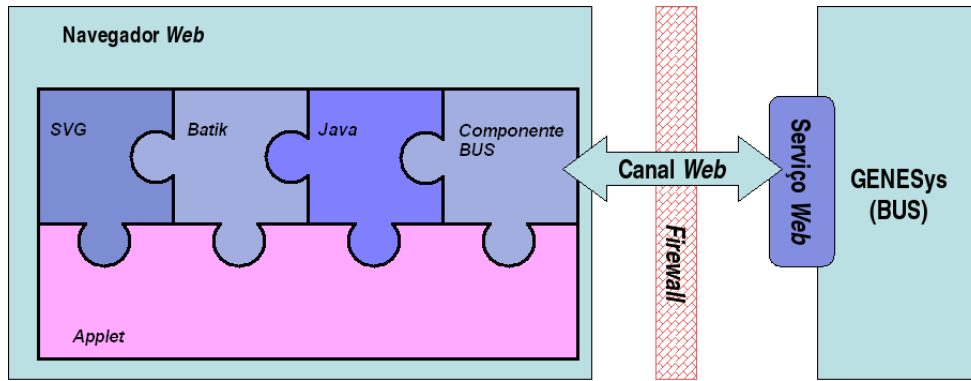 Navegador Web
SVG
Batik
Java
Componente
BUS
Applet
Canal Web
Firewall
Serviço Web
GENESys
(BUS)